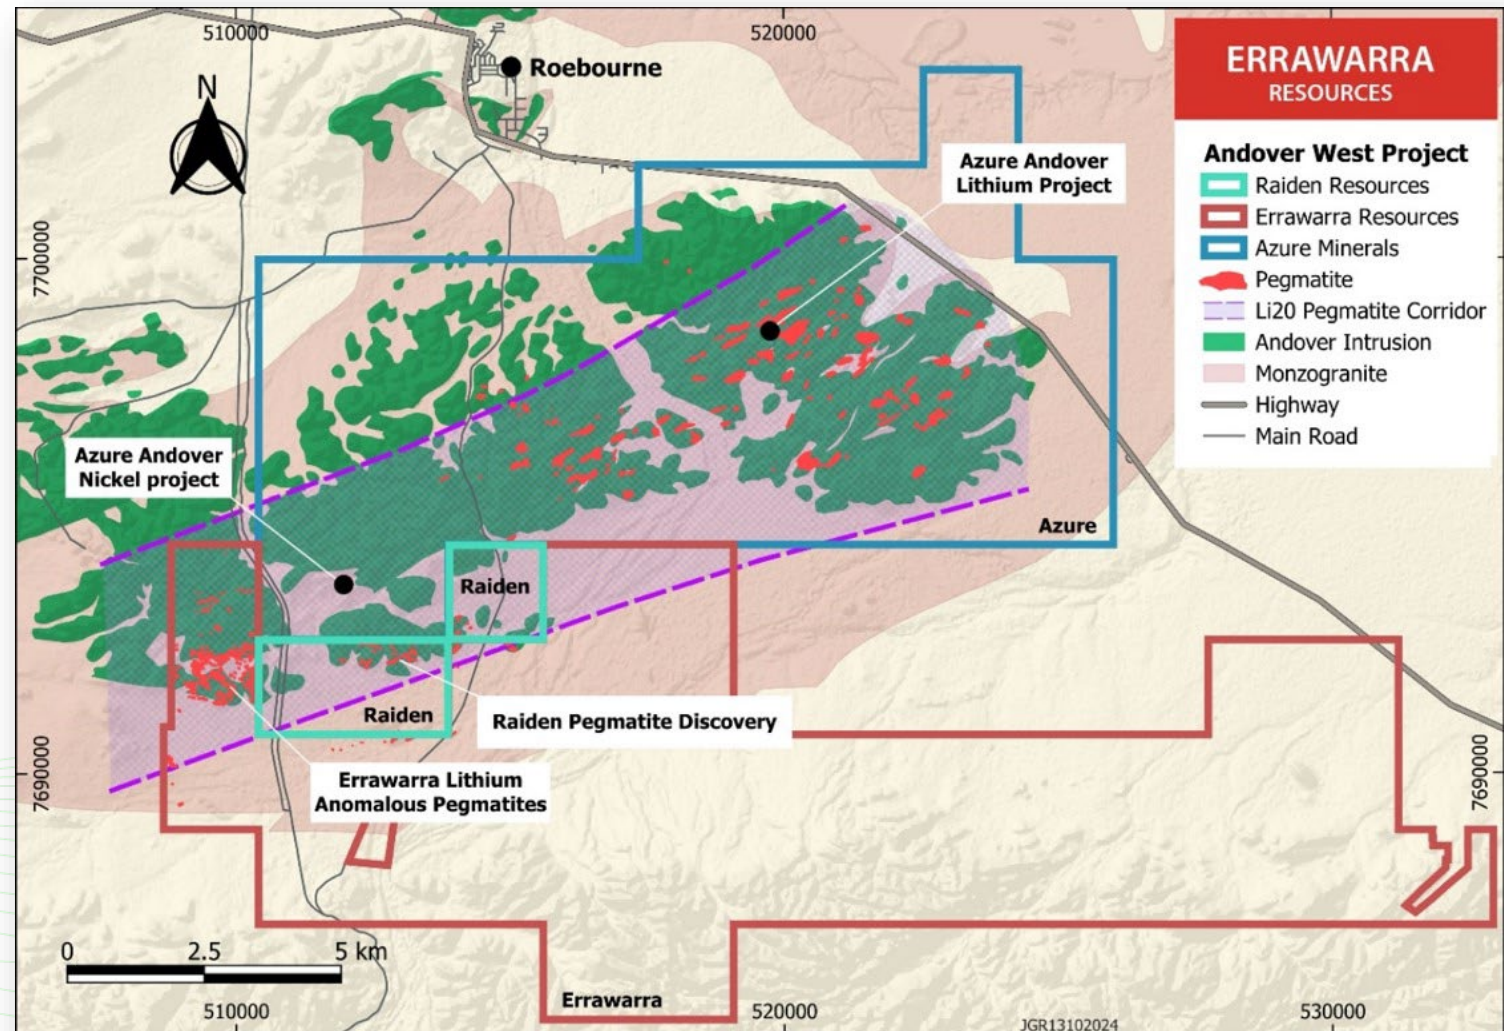 510000
520000
ERRAWARRA
RESOURCES
Roebourne
N
Andover West Project
Raiden Resources
Errawarra Resources
Azure Minerals
Pegmatite
Li20 Pegmatite Corridor
Andover Intrusion
Monzogranite
Highway
Main Road
Azure Andover
Lithium Project
7700000
Azure Andover
Nickel project
Azure
Raiden
Raiden
Raiden Pegmatite Discovery
Errawarra Lithium
Anomalous Pegmatites
7690000
7690000
0 2.5 5 km
Errawarra
510000
520000
530000
JGR13102024